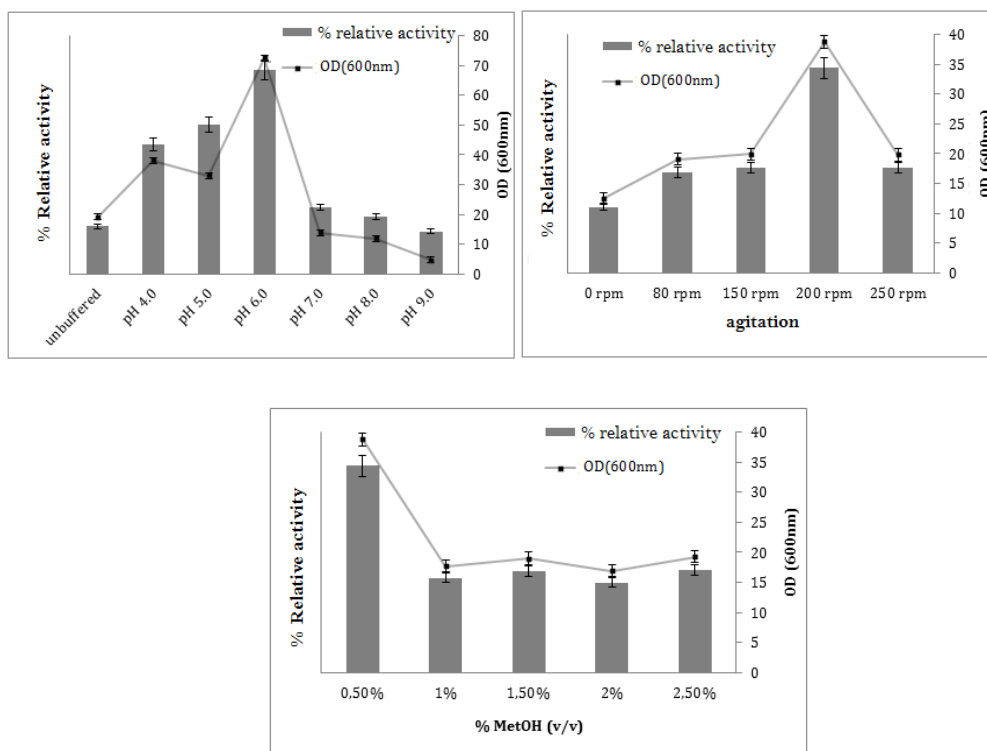 % relative activity
OD(600nm)
% Relative activity
80
70
60
50
40
30
20
10
0
OD (600nm)
unbuffered
pH 4.0
pH 5.0
pH 6.0
pH 7.0
pH 8.0
pH 9.0
% relative activity
OD(600nm)
% Relative activity
40
35
30
25
20
15
10
5
0
OD (600nm)
0 rpm
80 rpm
150 rpm
200 rpm
250 rpm
agitation
% relative activity
OD(600nm)
% Relative activity
40
35
30
25
20
15
10
5
0
OD (600nm)
0,50%
1%
1,50%
2%
2,50%
% MetOH (v/v)